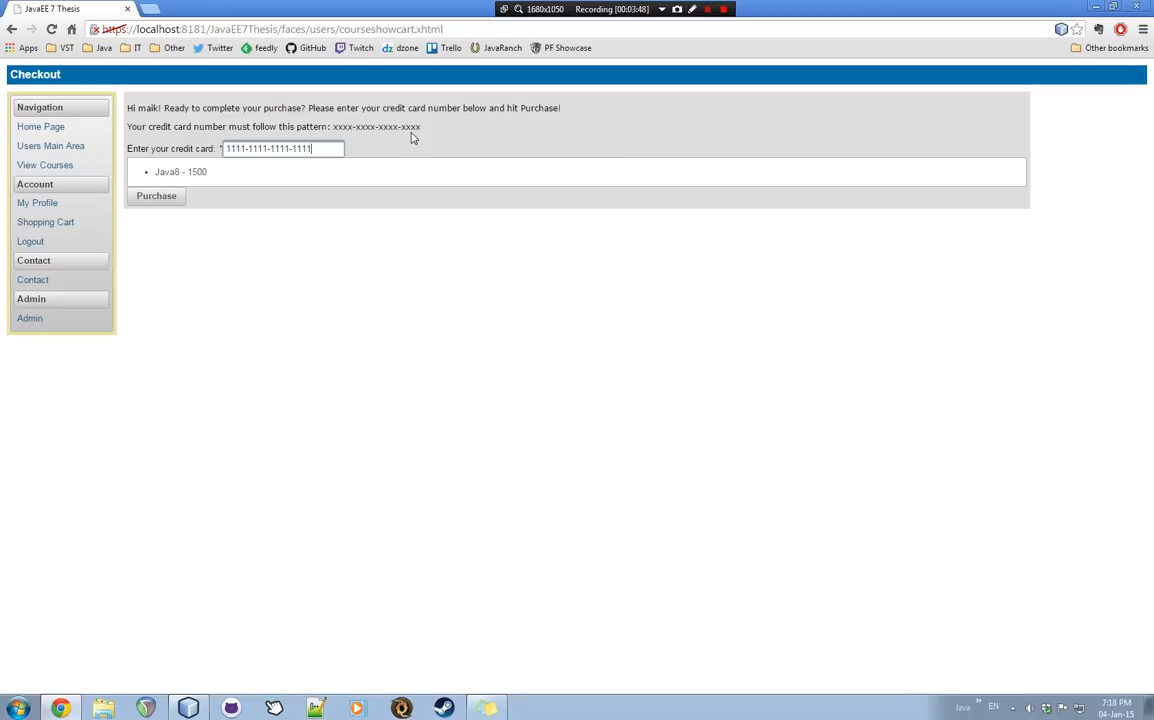 JavaEE 7 Thesis
1680x1050
Recording [00:03:48]
https://localhost:8181/JavaEE7Thesis/faces/users/courseshowcart.xhtml
Apps VST Java IT Other Twitter feedly GitHub Twitch dzone Trello JavaRanch PF Showcase Other bookmarks
Checkout
Navigation
Home Page
Users Main Area
View Courses
Account
My Profile
Shopping Cart
Logout
Contact
Contact
Admin
Admin
Hi maik! Ready to complete your purchase? Please enter your credit card number below and hit Purchase!
Your credit card number must follow this pattern: xxxx-xxxx-xxxx-xxxx
Enter your credit card: * 1111-1111-1111-1111
Java8 - 1500
Purchase
Java » EN 7:18 PM
04-Jan-15